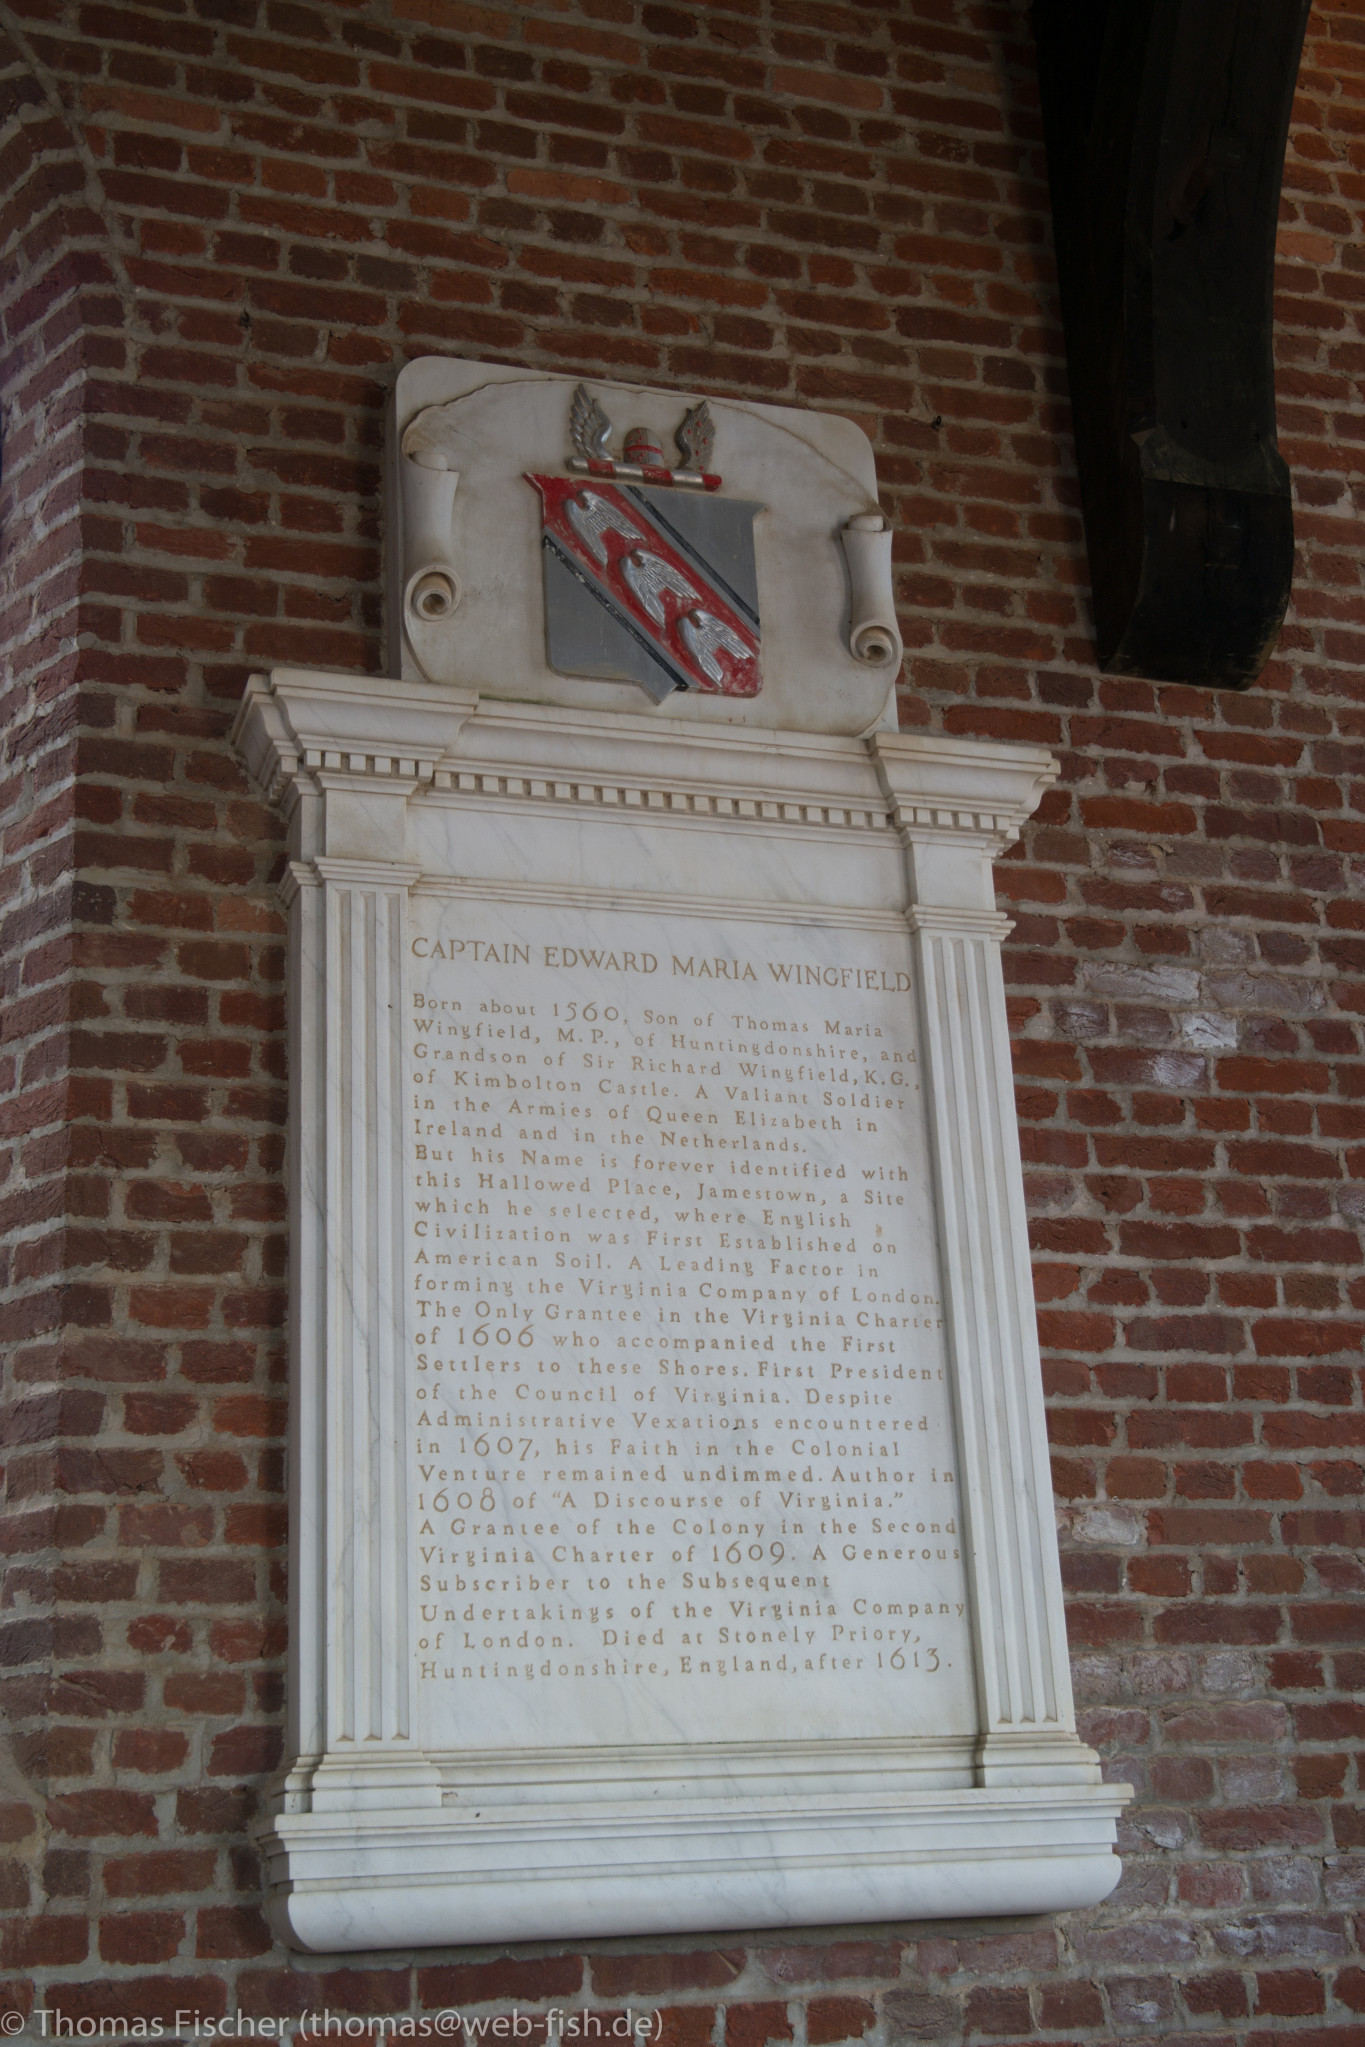 CAPTAIN EDWARD MARIA WINGFIELD
Born about 1560, Son of Thomas Maria
Wingfield, M.P., of Huntingdonshire, and
Grandson of Sir Richard Wingfield, K.G.,
of Kimbolton Castle. A Valiant Soldier
in the Armies of Queen Elizabeth in
Ireland and in the Netherlands.
But his Name is forever identified with
this Hallowed Place, Jamestown, a Site
which he selected, where English
Civilization was First Established on
American Soil. A Leading Factor in
forming the Virginia Company of London.
The Only Grantee in the Virginia Charter
of 1606 who accompanied the First
Settlers to these Shores. First President
of the Council of Virginia. Despite
Administrative Vexations encountered
in 1607, his Faith in the Colonial
Venture remained undimmed. Author in
1608 of "A Discourse of Virginia."
A Grantee of the Colony in the Second
Virginia Charter of 1609. A Generous
Subscriber to the Subsequent
Undertakings of the Virginia Company
of London. Died at Stonely Priory,
Huntingdonshire, England, after 1613.
© Thomas Fischer (thomas@web-fish.de)